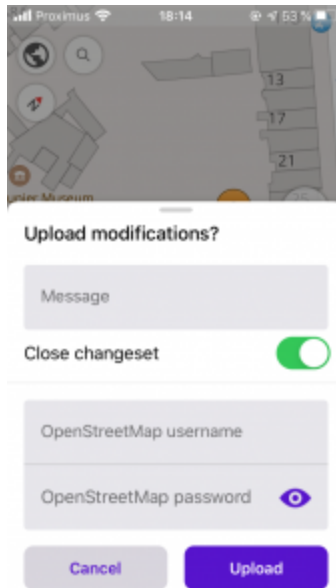 Proximus 18:14 53 %
13
17
21
Museum
Upload modifications?
Message
Close changeset
OpenStreetMap username
OpenStreetMap password
Cancel Upload